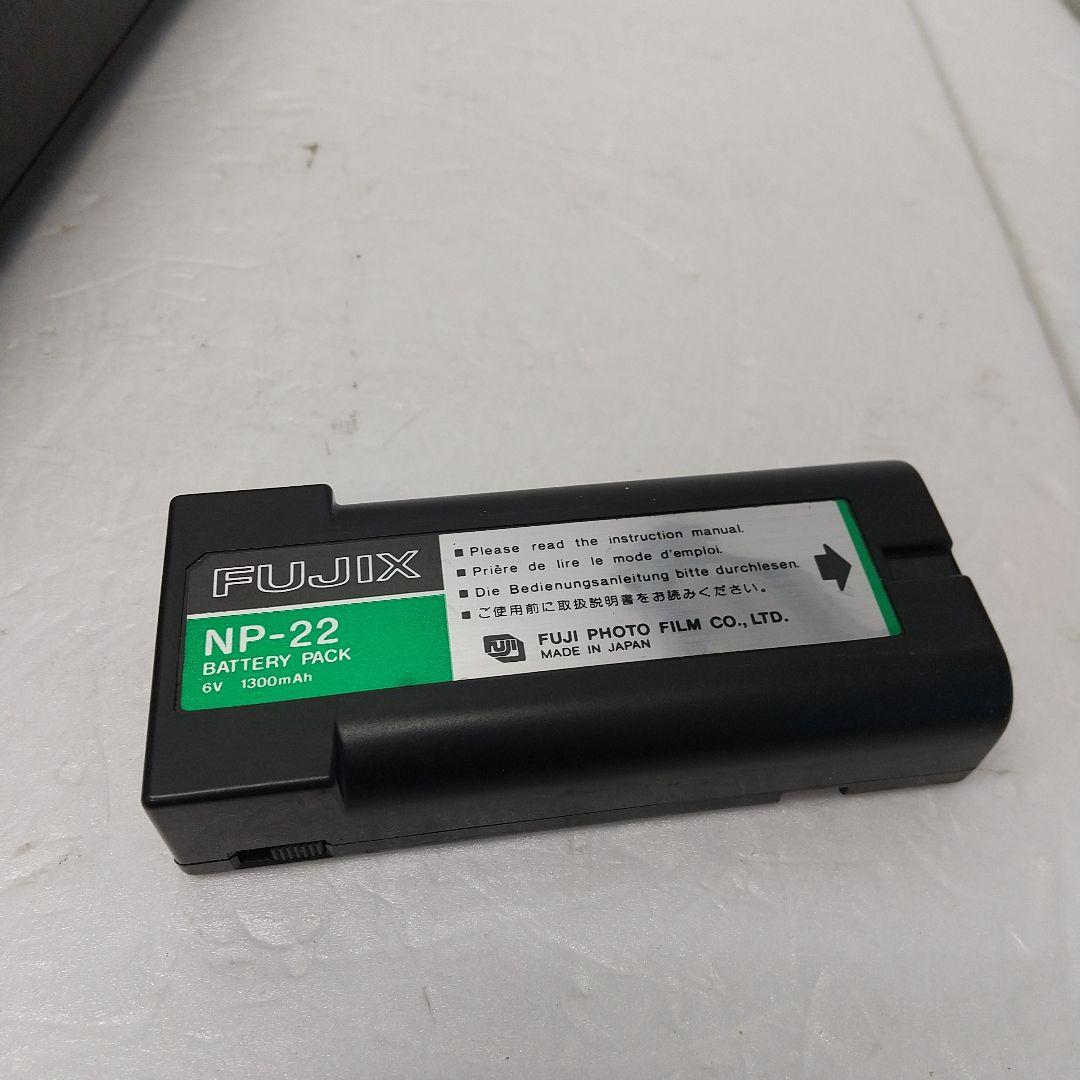 FUJIX
NP-22
BATTERY PACK
6V 1300mAh
■ Please read the instruction manual.
■ Prière de lire le mode d'emploi.
■ Die Bedienungsanleitung bitte durchlesen.
■ ご使用前に取扱説明書をお読みください。
FUJI FUJI PHOTO FILM CO., LTD.
MADE IN JAPAN